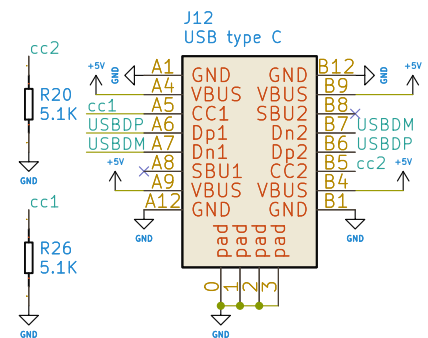 J12
USB type C
cc2
R20
5.1K
GND
cc1
R26
5.1K
GND
GND A1 GND GND B12 GND
+5V A4 VBUS VBUS B9 +5V
cc1 A5 CC1 SBU2 B8
USBDP A6 Dp1 Dn2 B7 USBDM
USBDM A7 Dn1 Dp2 B6 USBDP
A8 SBU1 CC2 B5 cc2
+5V A9 VBUS VBUS B4 +5V
A12 GND GND B1
GND GND
pad pad pad pad
0 1 2 3
GND